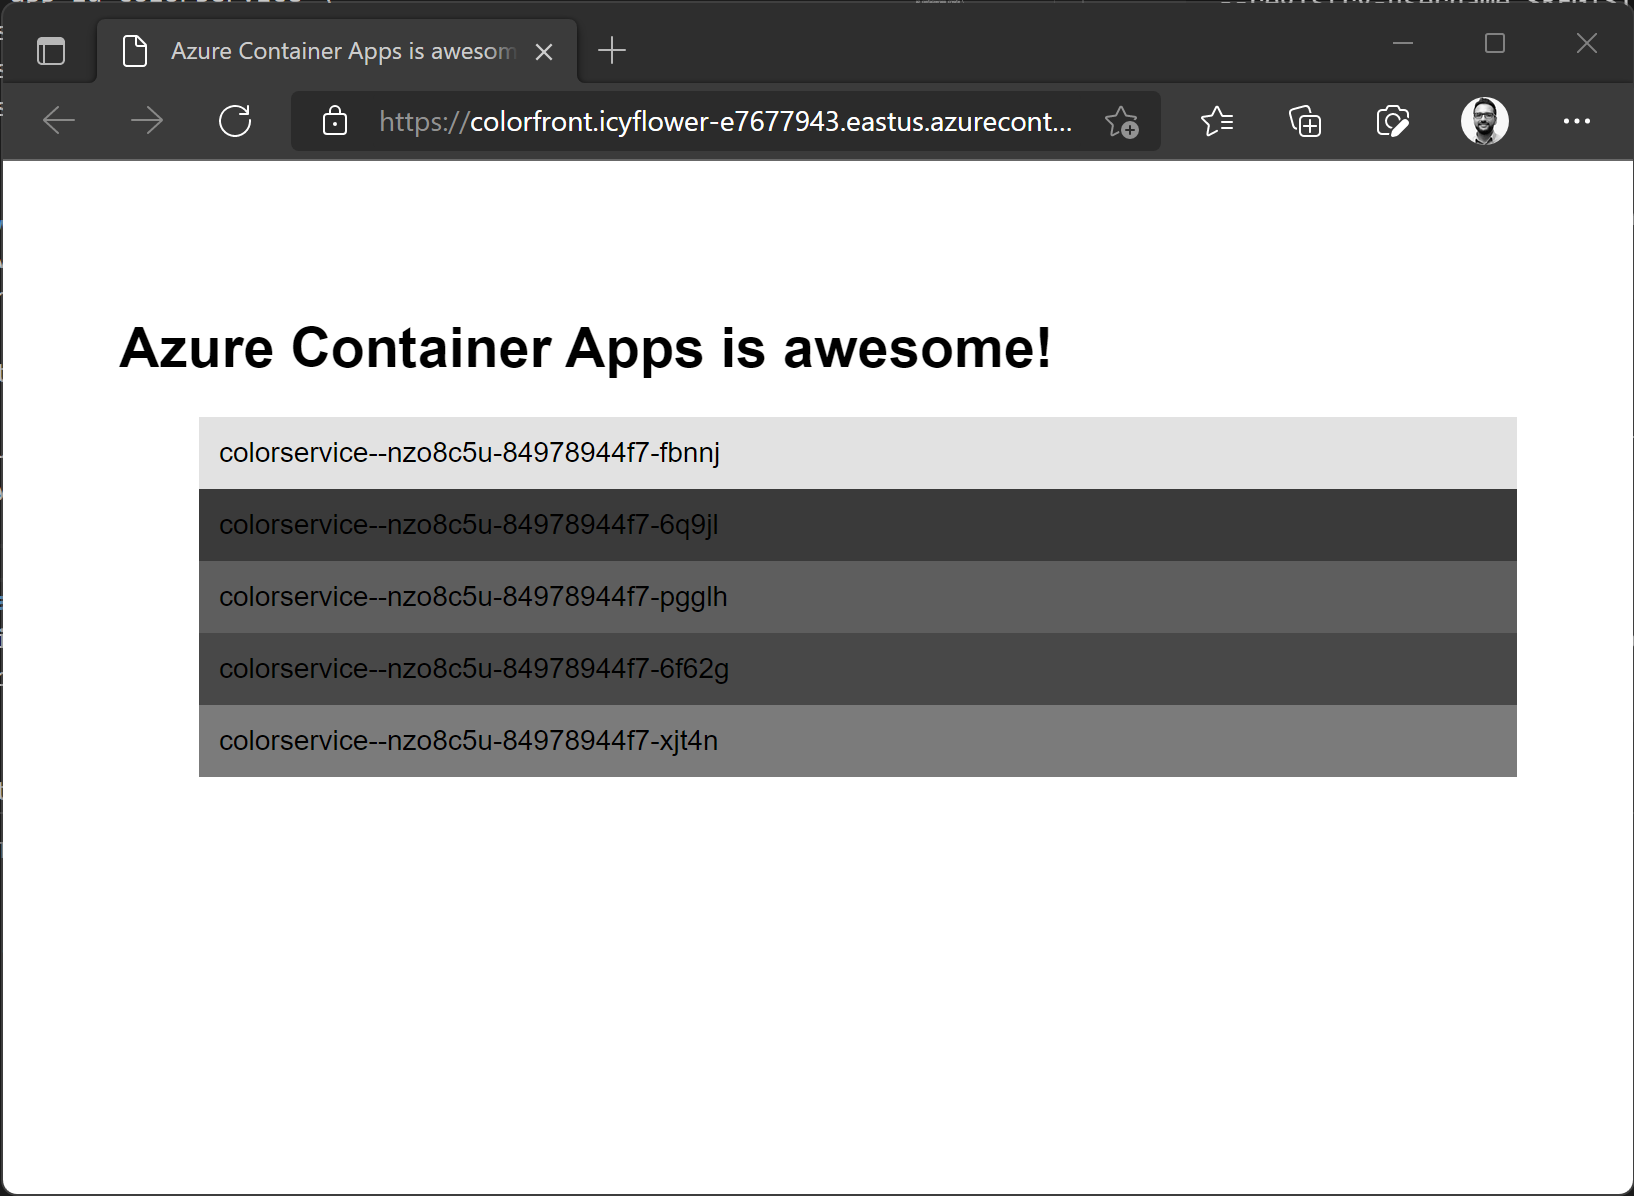 Azure Container Apps is awesom
https://colorfront.icyflower-e7677943.eastus.azurecont...
Azure Container Apps is awesome!
colorservice--nzo8c5u-84978944f7-fbnnj
colorservice--nzo8c5u-84978944f7-6q9jl
colorservice--nzo8c5u-84978944f7-pgglh
colorservice--nzo8c5u-84978944f7-6f62g
colorservice--nzo8c5u-84978944f7-xjt4n